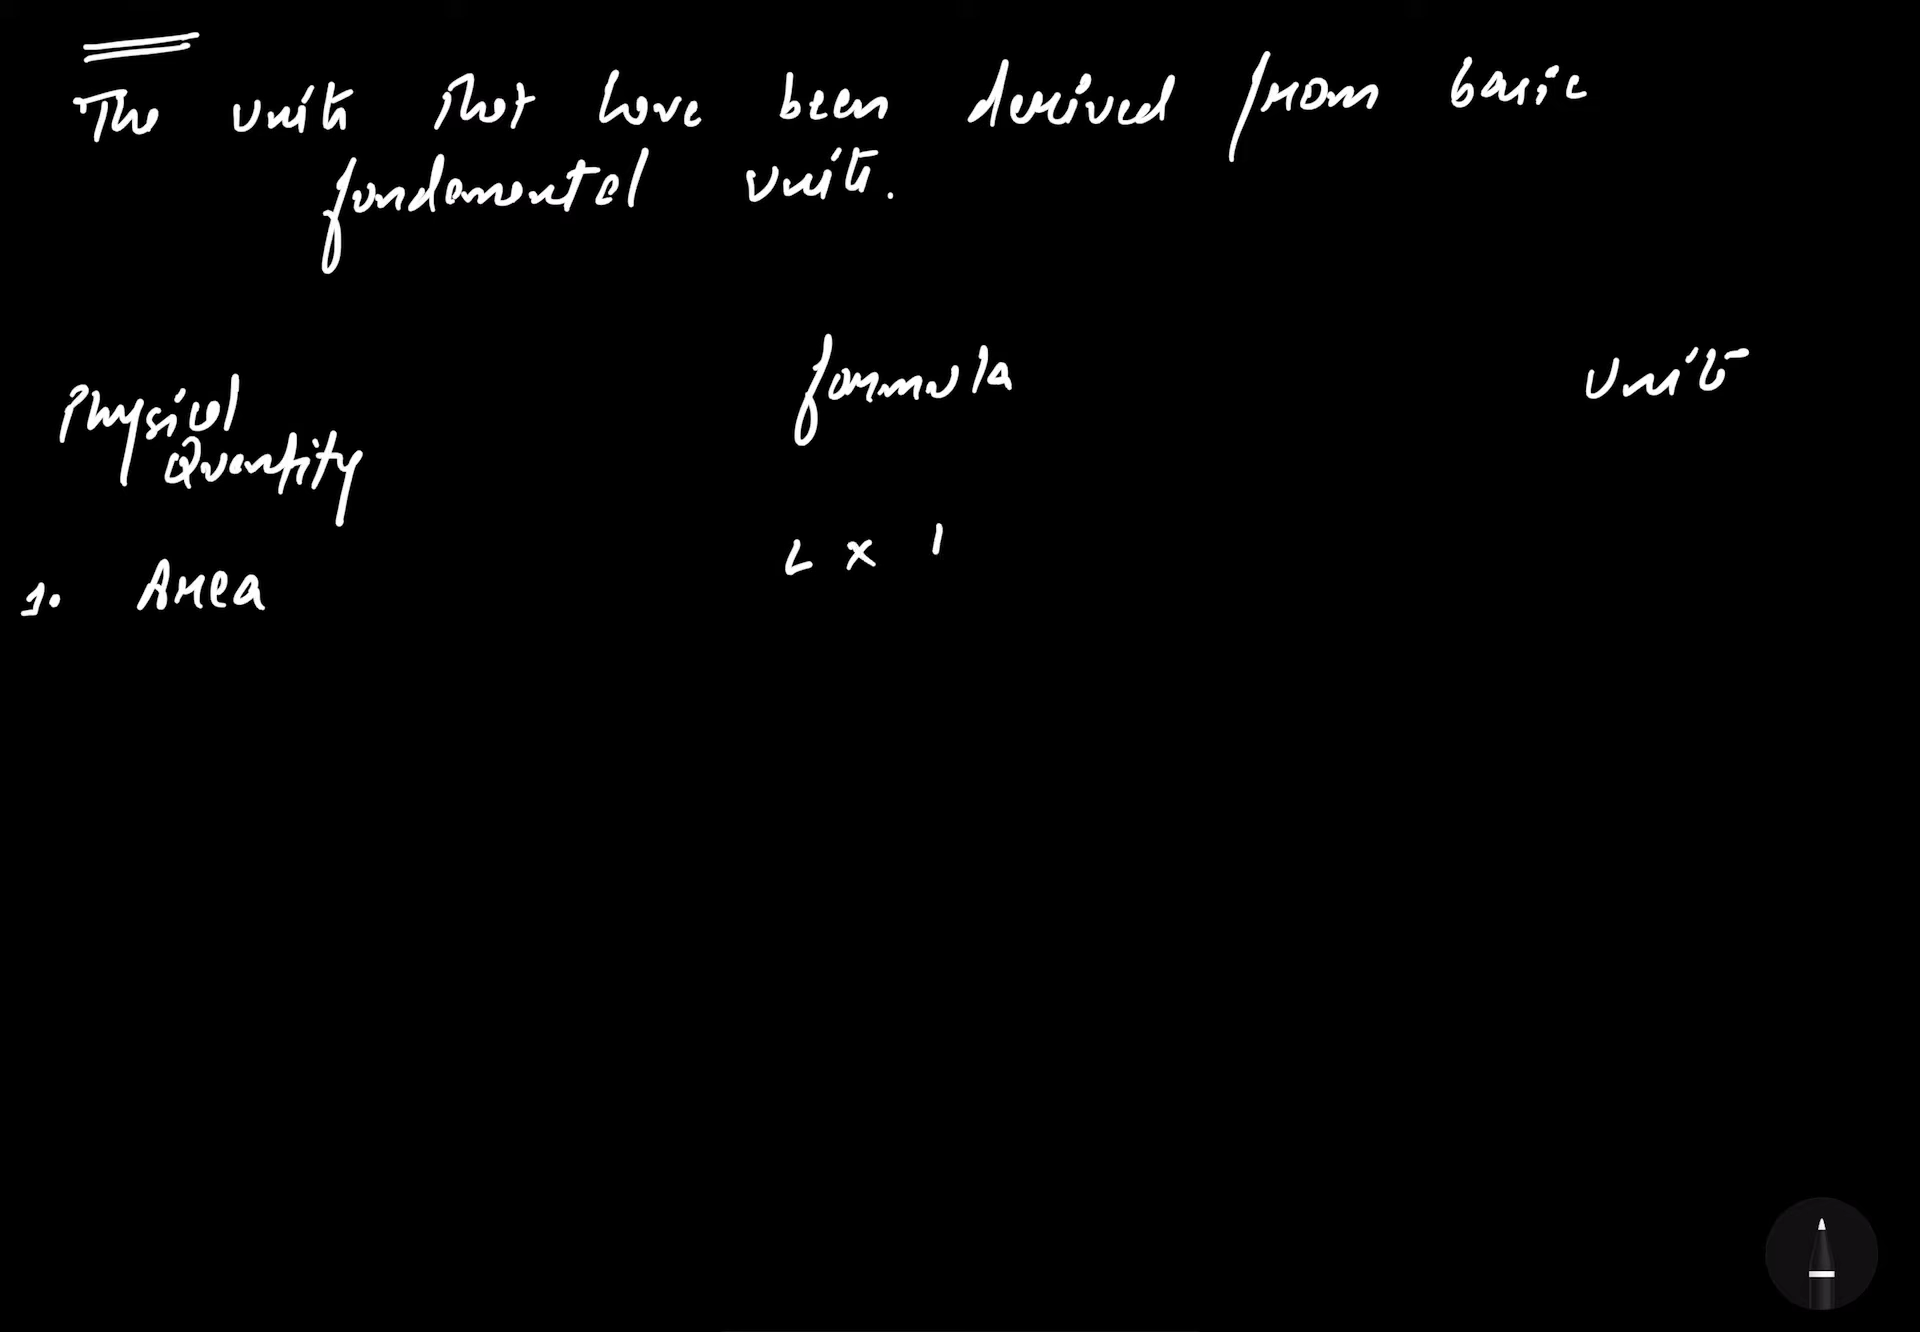 The units that have been derived from basic
fundamental units.
Physical formula Unit
Quantity
L x
1. Area